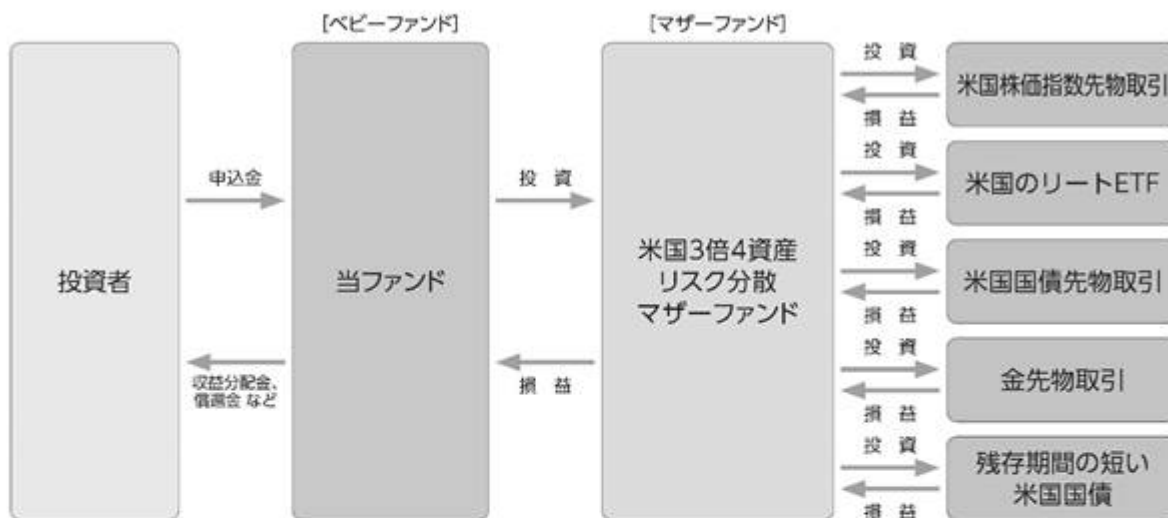 [ベビーファンド]
[マザーファンド]
投資者
申込金
収益分配金、
償還金 など
当ファンド
投 資
損 益
米国3倍4資産
リスク分散
マザーファンド
投 資
損 益
米国株価指数先物取引
投 資
損 益
米国のリートETF
投 資
損 益
米国国債先物取引
投 資
損 益
金先物取引
投 資
損 益
残存期間の短い
米国国債